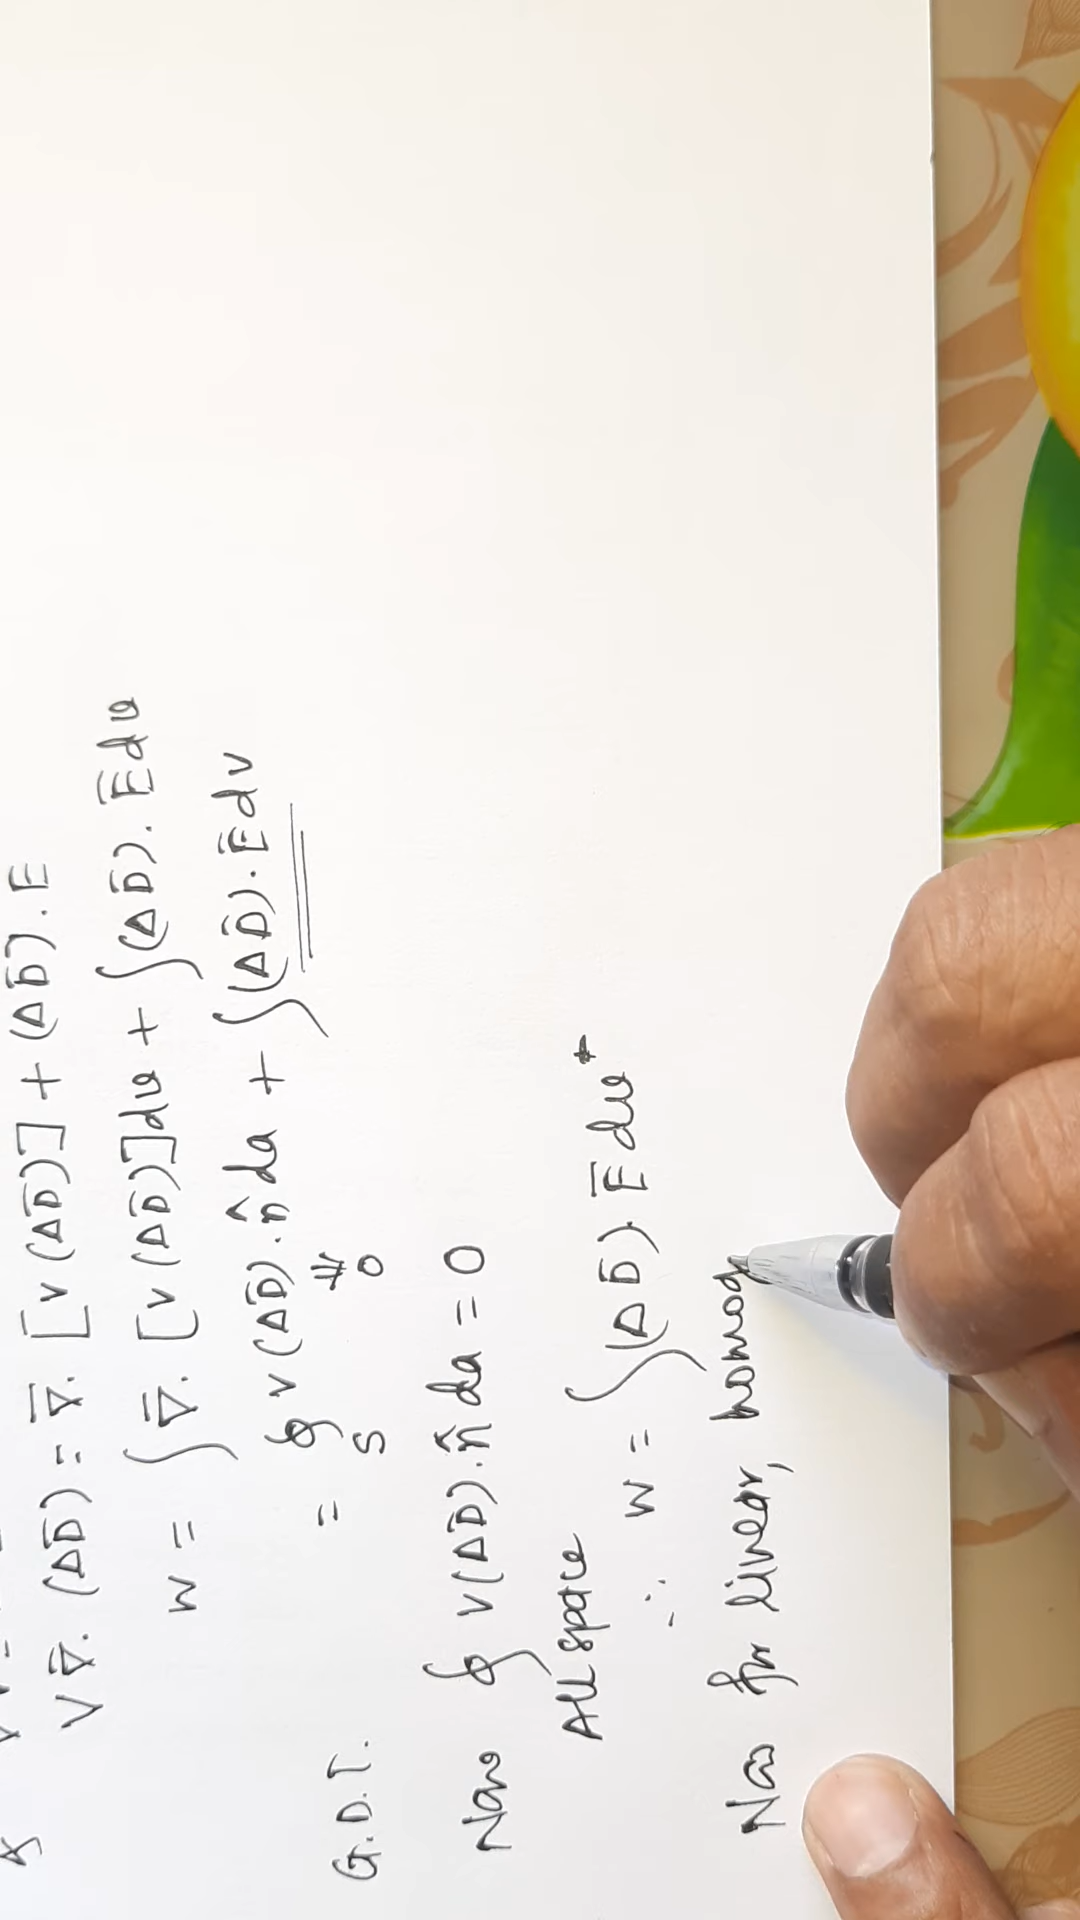 V∇̄·(ΔD̄) = ∇̄·[V(ΔD̄)] + (ΔD̄)·E
W = ∫∇̄·[V(ΔD̄)]dv + ∫(ΔD̄)·Ēdv
G.D.T. = ∮ V(ΔD̄)·n̂da + ∫(ΔD̄)·Ēdv
S ⇓ 0
Now ∮ V(ΔD̄)·n̂da = 0
All space
∴ W = ∫(ΔD̄)·Ēdv
Now for linear, homog